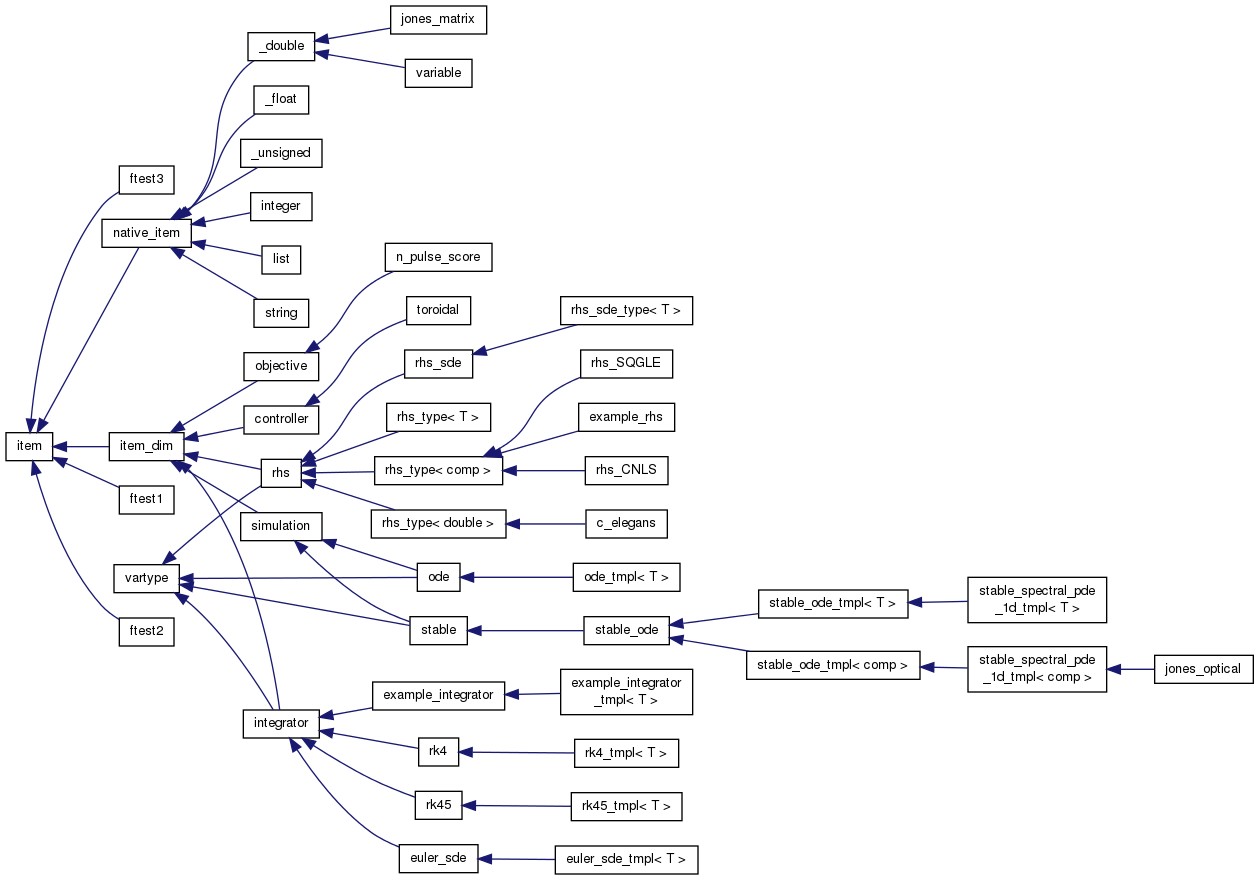 jones_matrix
_double
variable
_float
_unsigned
ftest3
integer
native_item
list
n_pulse_score
string
toroidal
rhs_sde_type< T >
objective
rhs_sde
rhs_SQGLE
controller
rhs_type< T >
example_rhs
item
item_dim
rhs
rhs_type< comp >
rhs_CNLS
ftest1
simulation
rhs_type< double >
c_elegans
vartype
ode
ode_tmpl< T >
stable_ode_tmpl< T >
stable_spectral_pde
_1d_tmpl< T >
ftest2
stable
stable_ode
stable_ode_tmpl< comp >
stable_spectral_pde
_1d_tmpl< comp >
jones_optical
example_integrator
example_integrator
_tmpl< T >
integrator
rk4
rk4_tmpl< T >
rk45
rk45_tmpl< T >
euler_sde
euler_sde_tmpl< T >